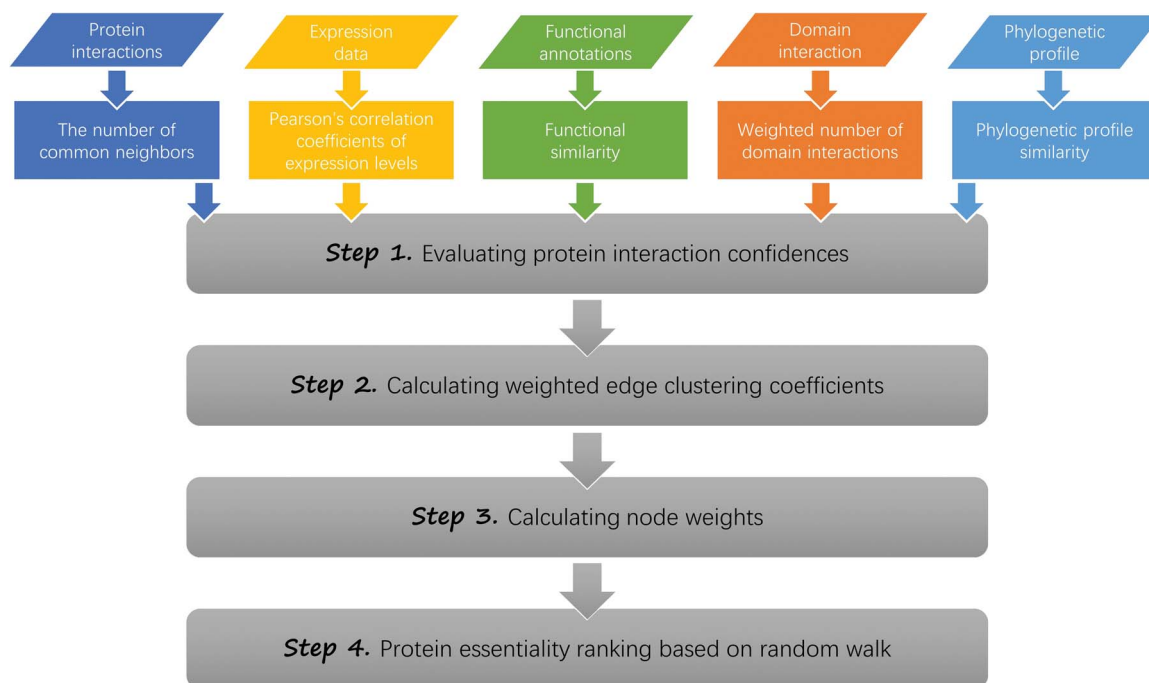 Protein
interactions
Expression
data
Functional
annotations
Domain
interaction
Phylogenetic
profile
The number of
common neighbors
Pearson's correlation
coefficients of
expression levels
Functional
similarity
Weighted number of
domain interactions
Phylogenetic profile
similarity
Step 1. Evaluating protein interaction confidences
Step 2. Calculating weighted edge clustering coefficients
Step 3. Calculating node weights
Step 4. Protein essentiality ranking based on random walk